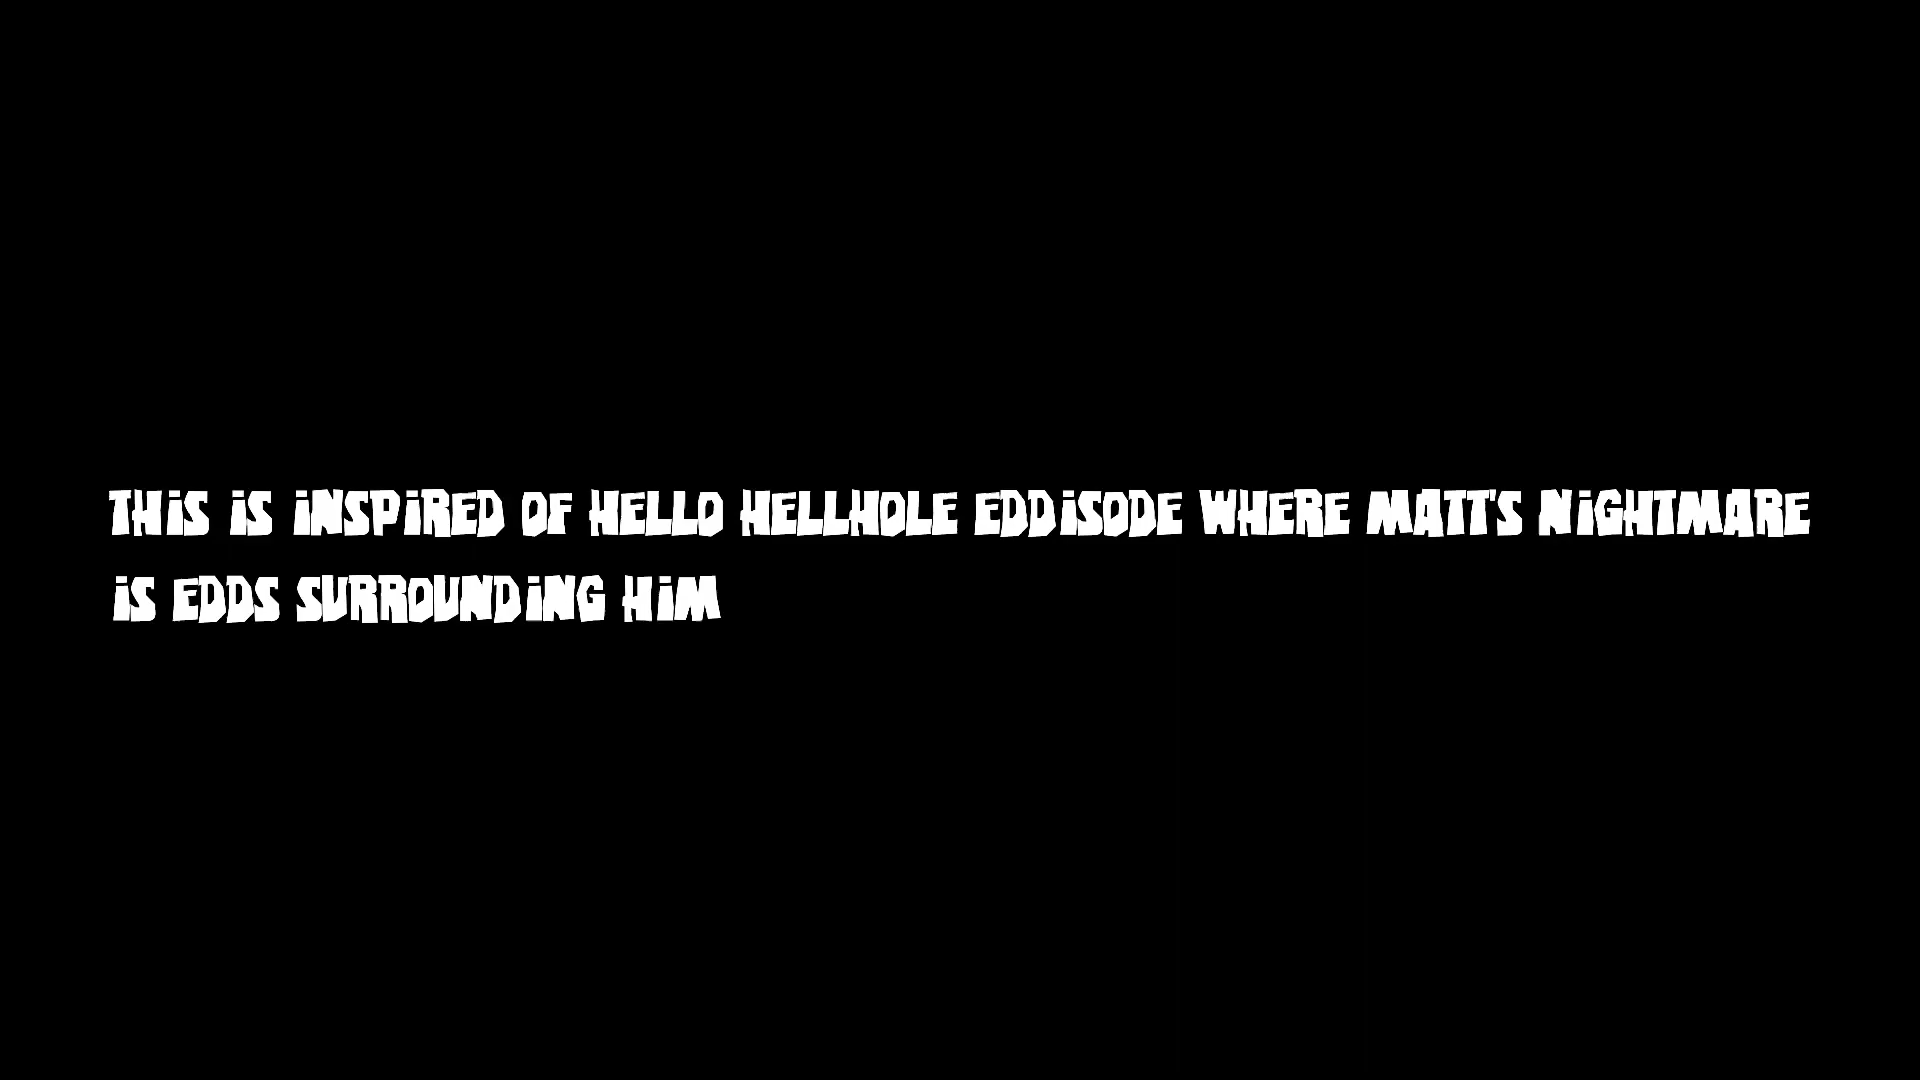 THiS iS iNSPiRED OF HELLO HELLHOLE EDDiSODE WHERE MATT'S NiGHTMARE
iS EDDS SURROUNDiNG HiM